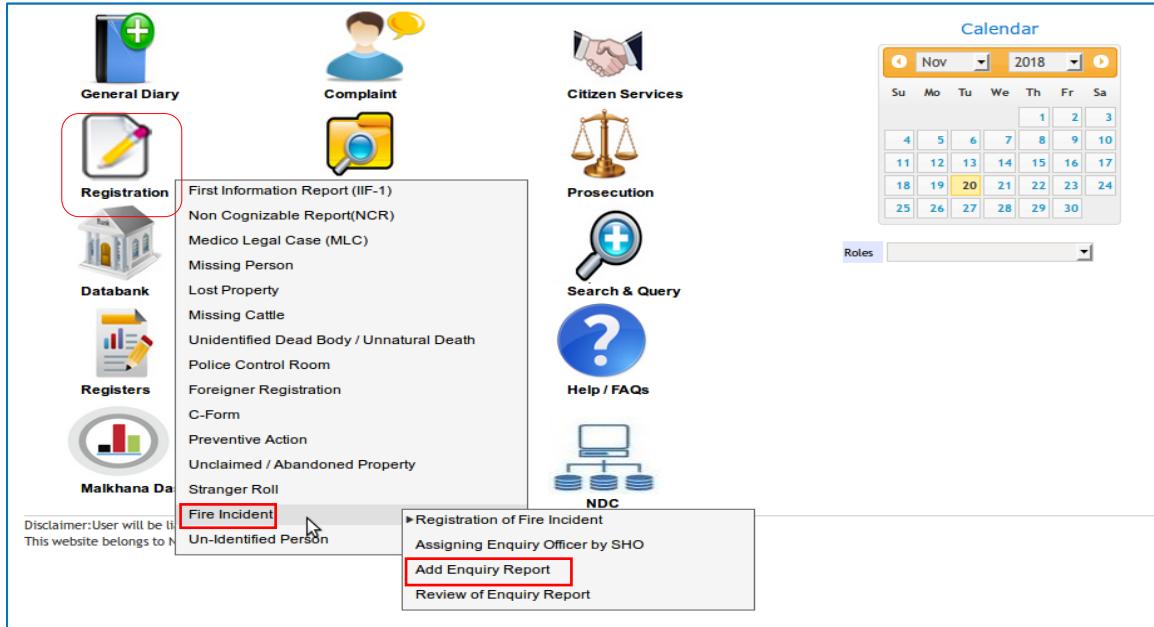 General Diary
Complaint
Citizen Services
Registration
Prosecution
Databank
Search & Query
Registers
Help / FAQs
Malkhana Da
NDC
First Information Report (IIF-1)
Non Cognizable Report(NCR)
Medico Legal Case (MLC)
Missing Person
Lost Property
Missing Cattle
Unidentified Dead Body / Unnatural Death
Police Control Room
Foreigner Registration
C-Form
Preventive Action
Unclaimed / Abandoned Property
Stranger Roll
Fire Incident
Un-Identified Person
Registration of Fire Incident
Assigning Enquiry Officer by SHO
Add Enquiry Report
Review of Enquiry Report
Calendar
Nov 2018
Su Mo Tu We Th Fr Sa
1 2 3
4 5 6 7 8 9 10
11 12 13 14 15 16 17
18 19 20 21 22 23 24
25 26 27 28 29 30
Roles
Disclaimer:User will be li
This website belongs to N